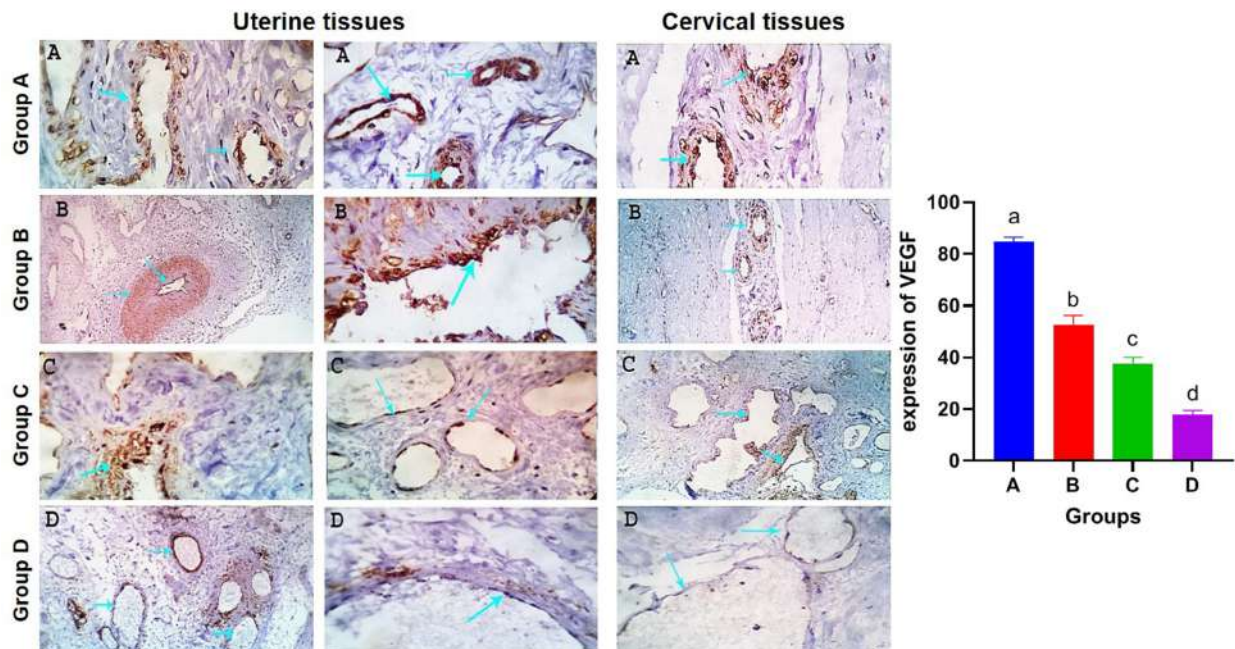 Uterine tissues
Cervical tissues
Group A
A
A
A
Group B
B
B
B
Group C
C
C
C
Group D
D
D
D
expression of VEGF
100
80
60
40
20
0
a
b
c
d
A B C D
Groups